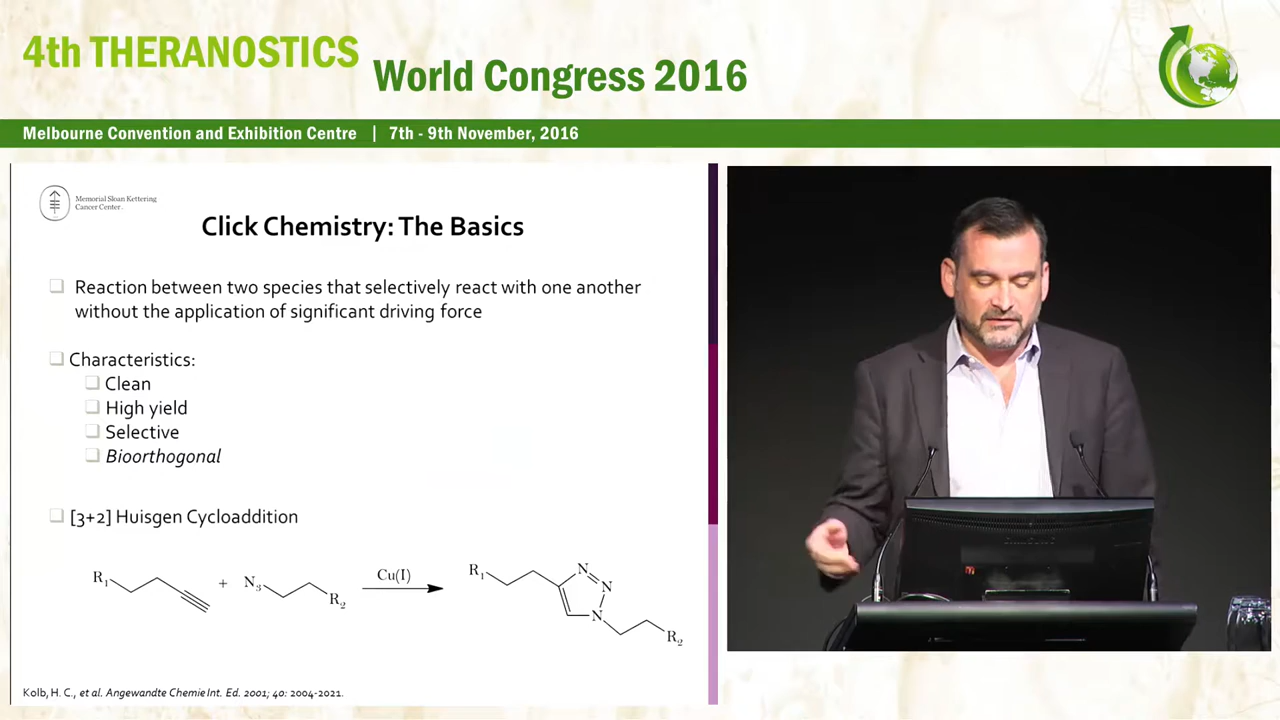 4th THERANOSTICS
World Congress 2016
Melbourne Convention and Exhibition Centre | 7th - 9th November, 2016
Memorial Sloan Kettering
Cancer Center
Click Chemistry: The Basics
Reaction between two species that selectively react with one another
without the application of significant driving force
Characteristics:
Clean
High yield
Selective
Bioorthogonal
[3+2] Huisgen Cycloaddition
R1 + N3 R2 Cu(I) R1 N N N R2
Kolb, H. C., et al. Angewandte Chemie Int. Ed. 2001; 40: 2004-2021.